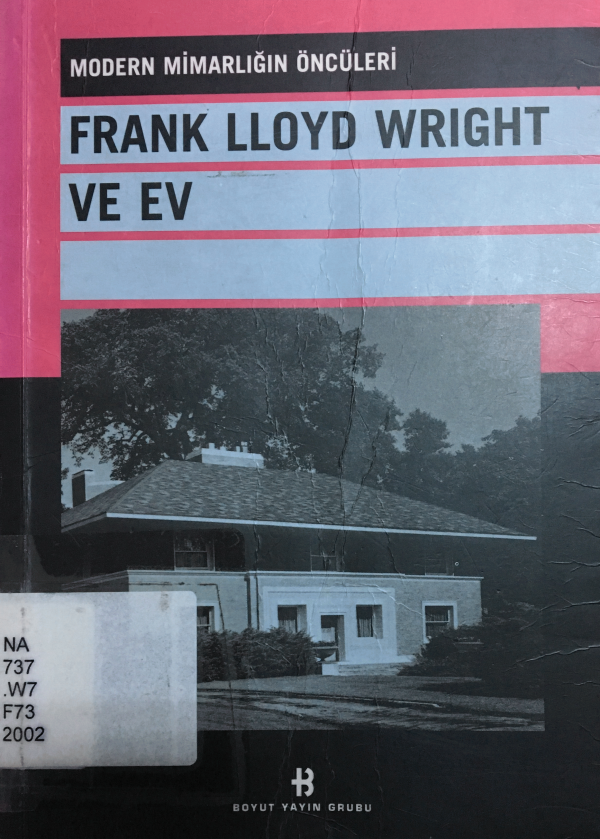 MODERN MİMARLIĞIN ÖNCÜLERİ
FRANK LLOYD WRIGHT
VE EV
NA
737
.W7
F73
2002
BOYUT YAYIN GRUBU